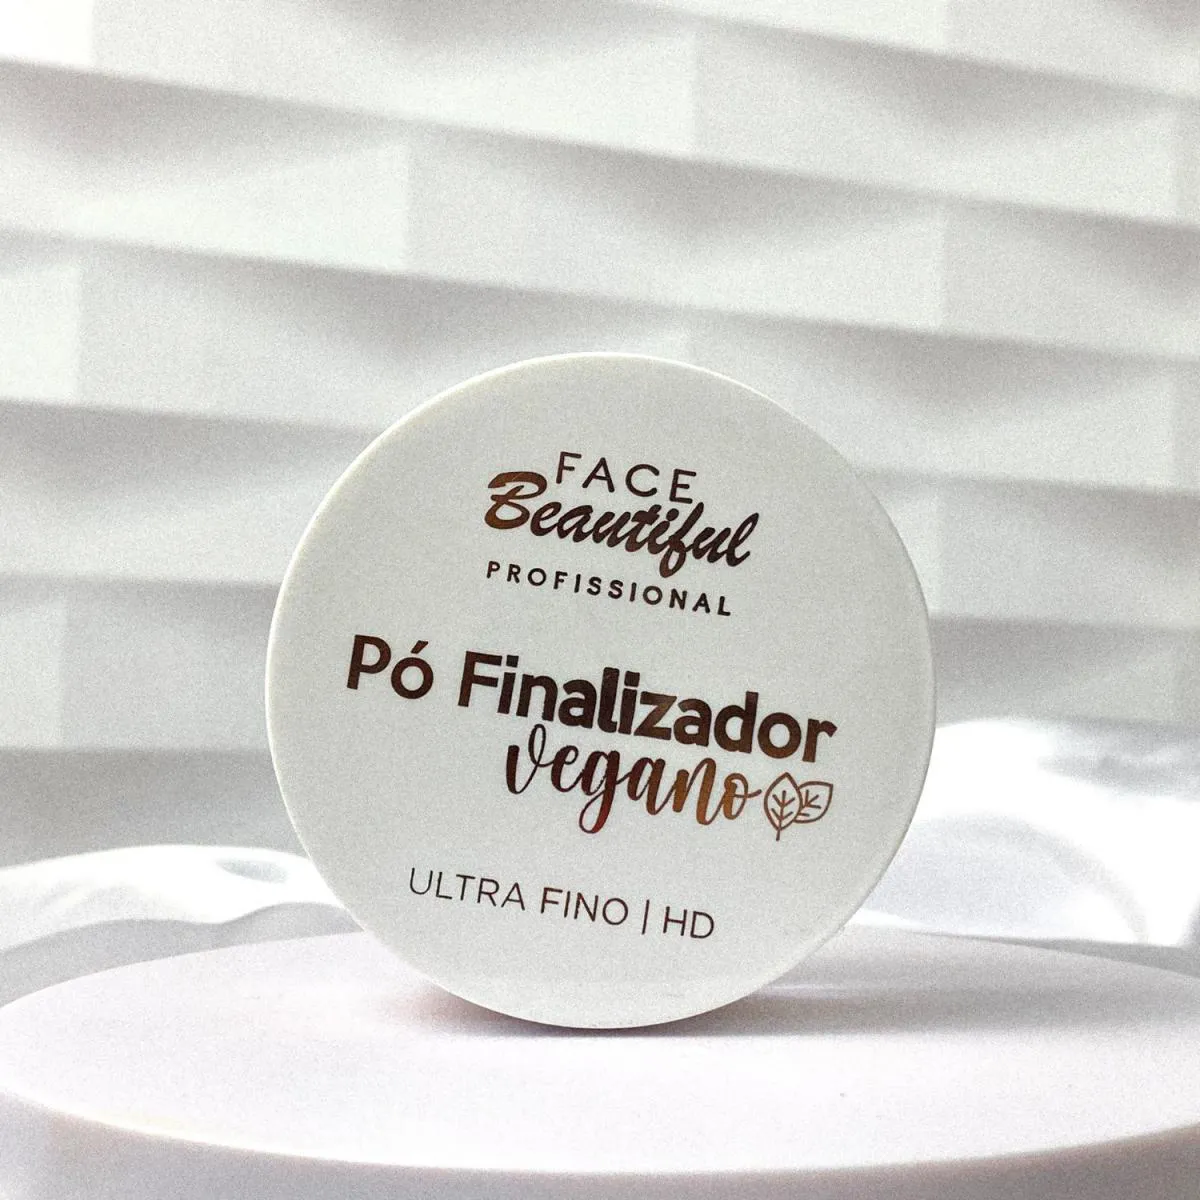 FACE
Beautiful
PROFISSIONAL
Pó Finalizador
vegano
ULTRA FINO | HD